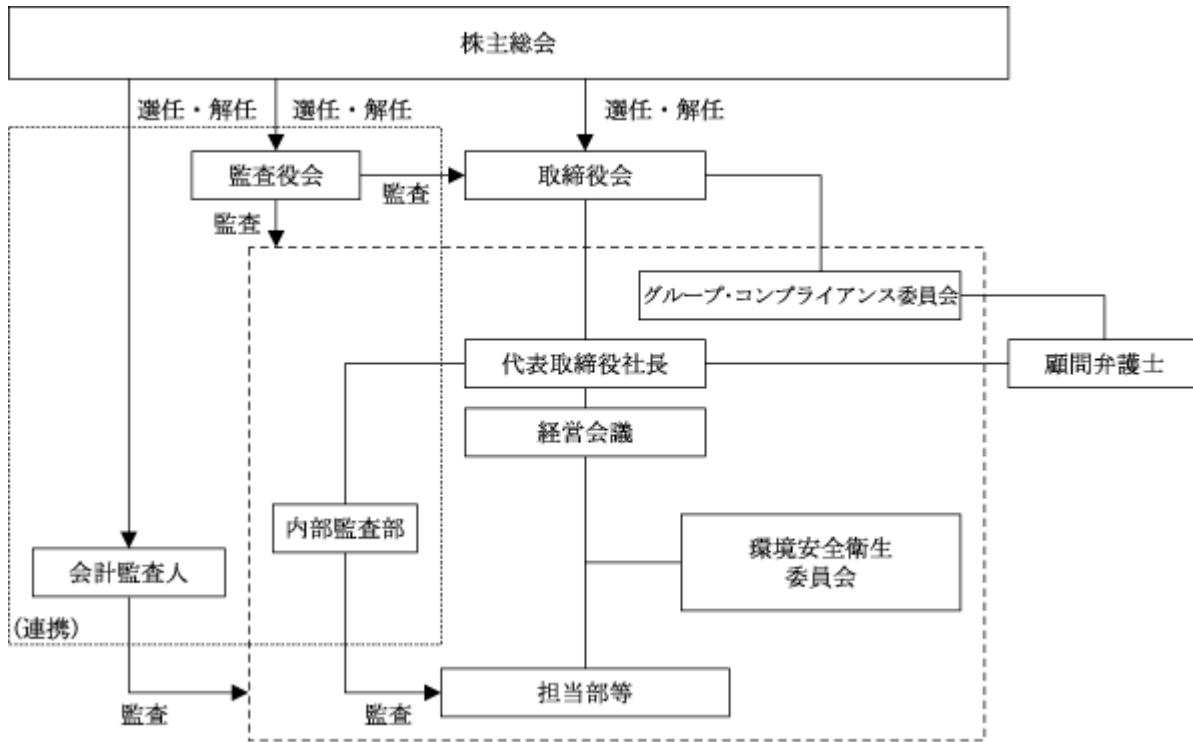 株主総会
選任・解任
選任・解任
選任・解任
監査役会
監査
取締役会
監査
グループ・コンプライアンス委員会
代表取締役社長
顧問弁護士
経営会議
内部監査部
環境安全衛生
委員会
会計監査人
(連携)
担当部等
監査
監査